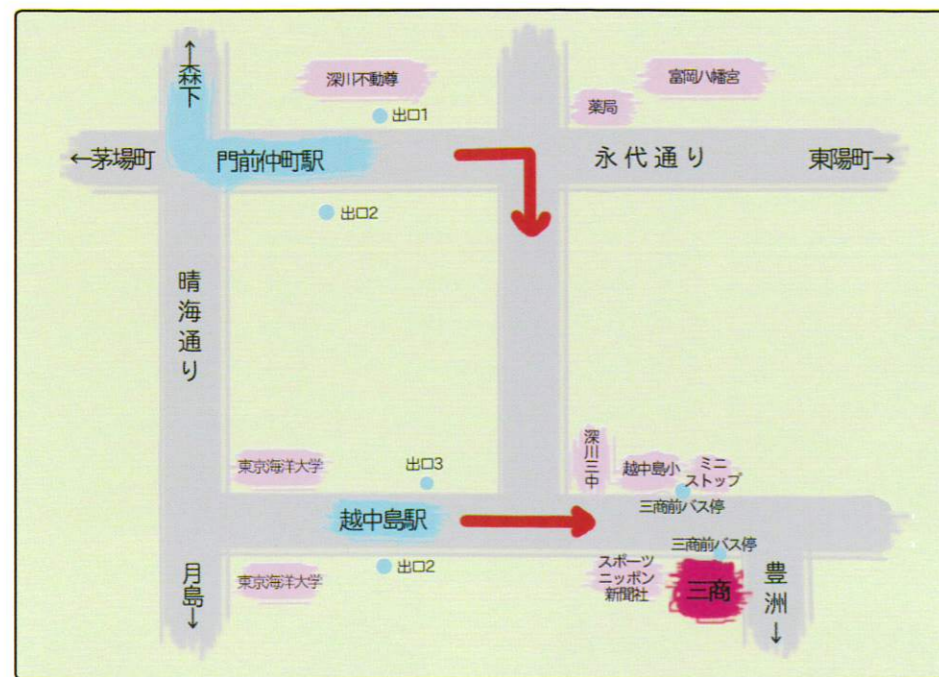 ←森下
深川不動尊
富岡八幡宮
薬局
出口1
←茅場町
門前仲町駅
永代通り
東陽町→
出口2
晴海通り
深川三中
越中島小
ミニ
ストップ
東京海洋大学
出口3
三商前バス停
越中島駅
三商前バス停
出口2
東京海洋大学
スポーツ
ニッポン
新聞社
三商
月島→
豊洲→